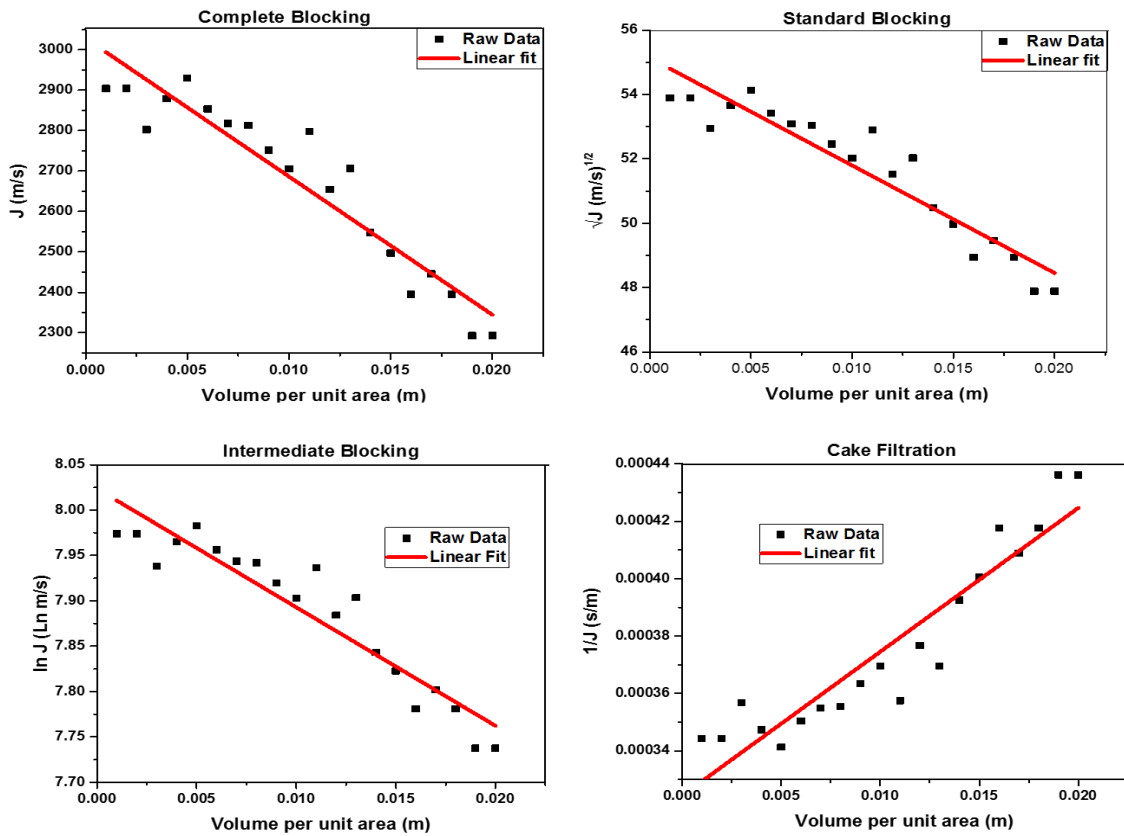 Complete Blocking
Raw Data
Linear fit
3000
2900
2800
2700
2600
2500
2400
2300
J (m/s)
0.000 0.005 0.010 0.015 0.020
Volume per unit area (m)
Standard Blocking
Raw Data
Linear fit
56
54
52
50
48
46
√J (m/s)^1/2
0.000 0.005 0.010 0.015 0.020
Volume per unit area (m)
Intermediate Blocking
Raw Data
Linear Fit
8.05
8.00
7.95
7.90
7.85
7.80
7.75
7.70
ln J (Ln m/s)
0.000 0.005 0.010 0.015 0.020
Volume per unit area (m)
Cake Filtration
Raw Data
Linear fit
0.00044
0.00042
0.00040
0.00038
0.00036
0.00034
1/J (s/m)
0.000 0.005 0.010 0.015 0.020
Volume per unit area (m)